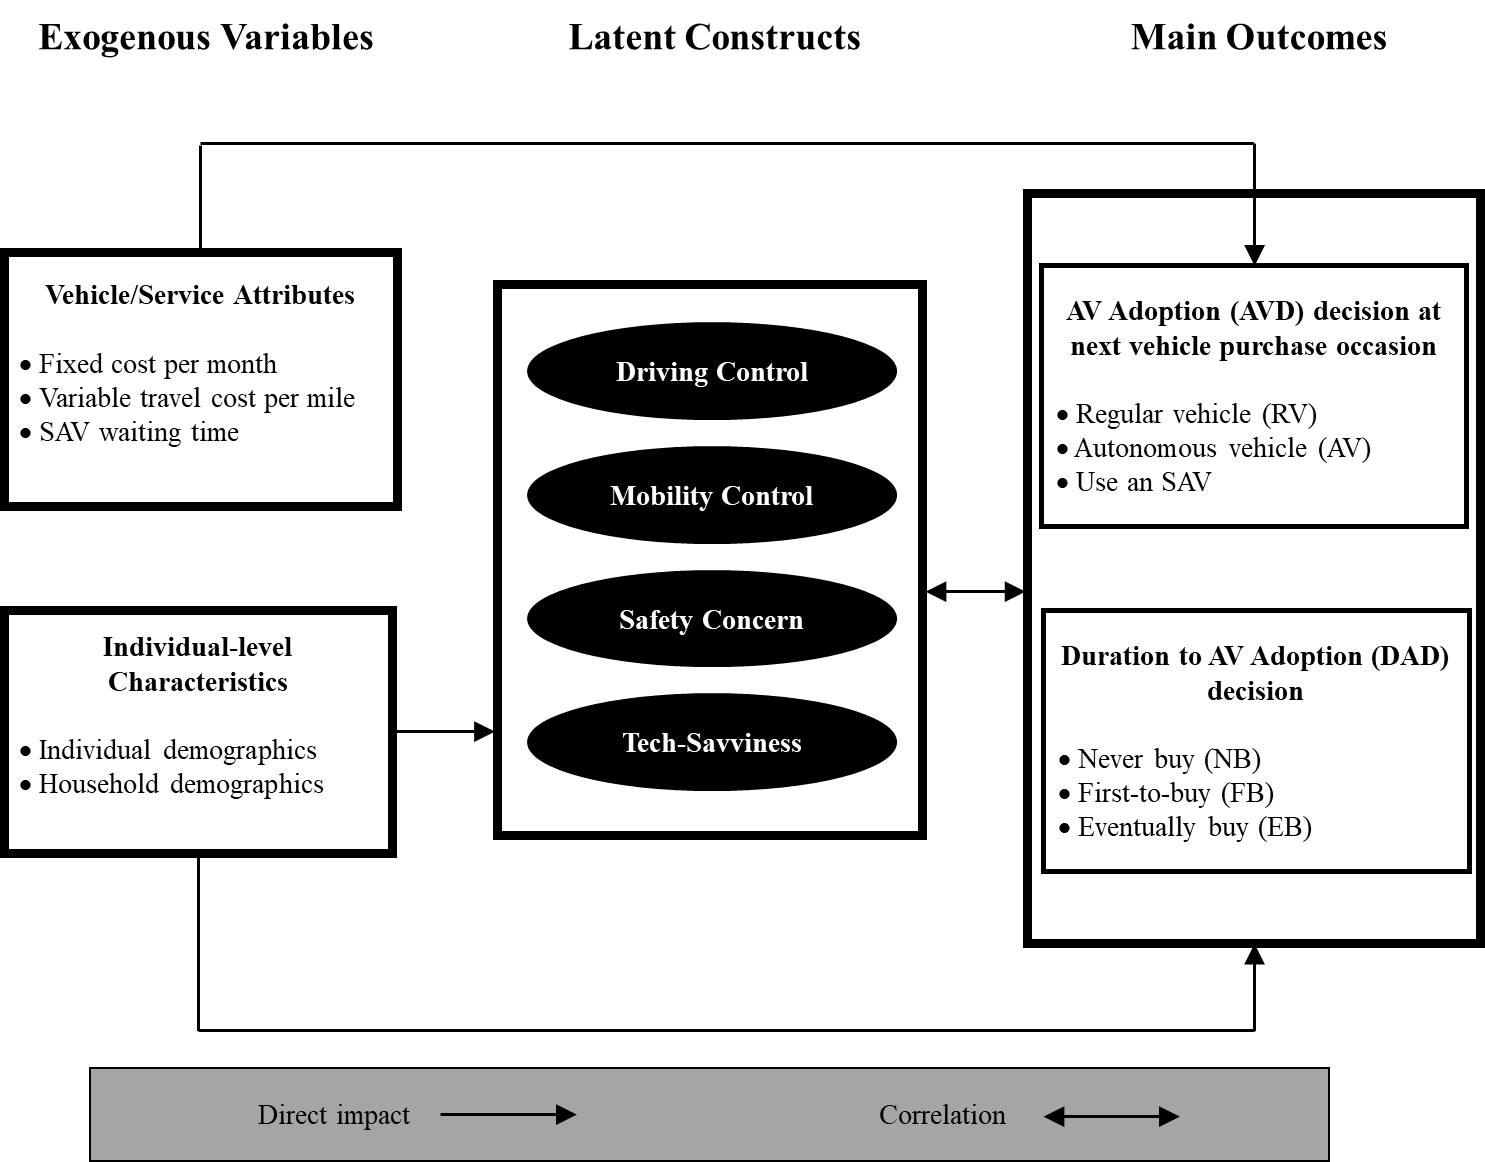 Exogenous Variables
Latent Constructs
Main Outcomes
Vehicle/Service Attributes
• Fixed cost per month
• Variable travel cost per mile
• SAV waiting time
Individual-level
Characteristics
• Individual demographics
• Household demographics
Driving Control
Mobility Control
Safety Concern
Tech-Savviness
AV Adoption (AVD) decision at
next vehicle purchase occasion
• Regular vehicle (RV)
• Autonomous vehicle (AV)
• Use an SAV
Duration to AV Adoption (DAD)
decision
• Never buy (NB)
• First-to-buy (FB)
• Eventually buy (EB)
Direct impact
Correlation